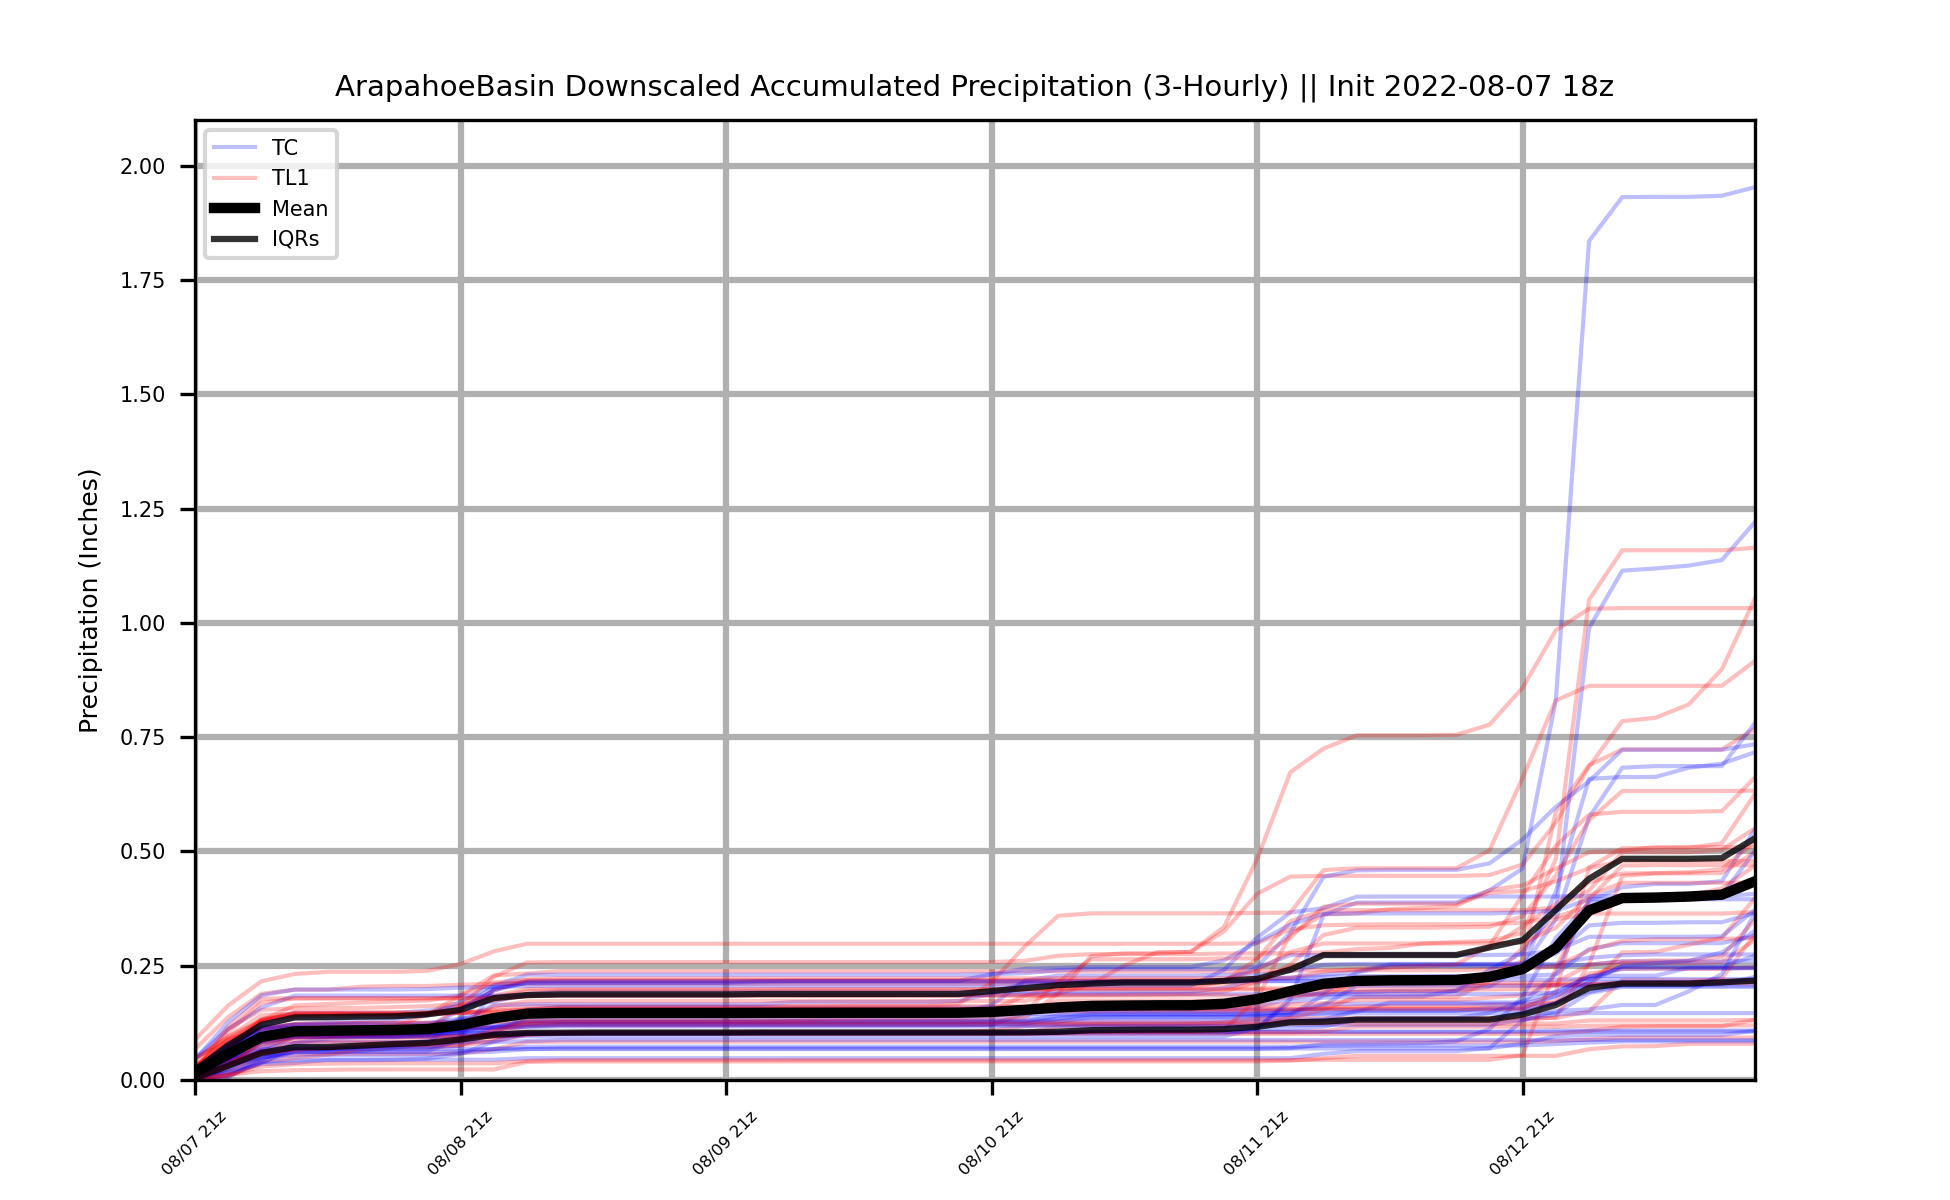 ArapahoeBasin Downscaled Accumulated Precipitation (3-Hourly) || Init 2022-08-07 18z
TC
TL1
Mean
IQRs
Precipitation (Inches)
2.00
1.75
1.50
1.25
1.00
0.75
0.50
0.25
0.00
08/07 21z
08/08 21z
08/09 21z
08/10 21z
08/11 21z
08/12 21z